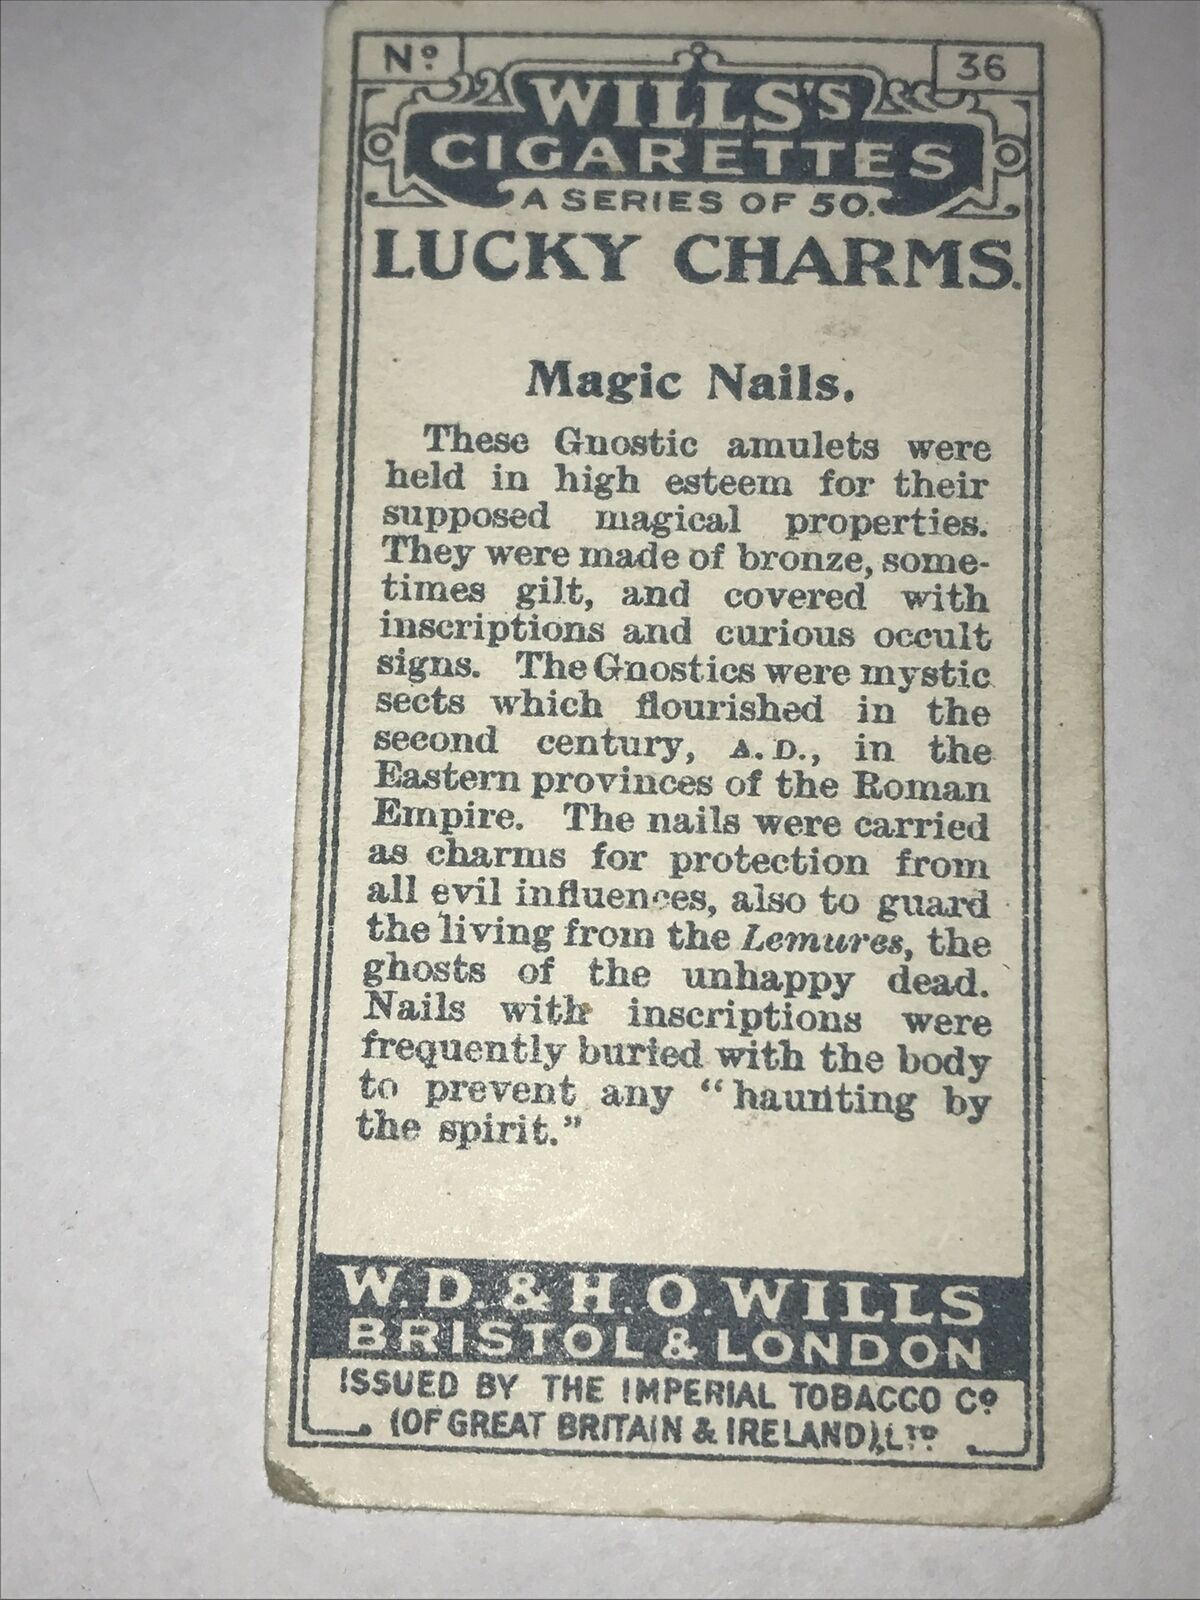 Nº 36
WILLS'S
CIGARETTES
A SERIES OF 50.
LUCKY CHARMS.
Magic Nails.
These Gnostic amulets were
held in high esteem for their
supposed magical properties.
They were made of bronze, some-
times gilt, and covered with
inscriptions and curious occult
signs. The Gnostics were mystic
sects which flourished in the
second century, A.D., in the
Eastern provinces of the Roman
Empire. The nails were carried
as charms for protection from
all evil influences, also to guard
the living from the Lemures, the
ghosts of the unhappy dead.
Nails with inscriptions were
frequently buried with the body
to prevent any "haunting by
the spirit."
W.D. & H.O. WILLS
BRISTOL & LONDON
ISSUED BY THE IMPERIAL TOBACCO Cº
(OF GREAT BRITAIN & IRELAND), LTD